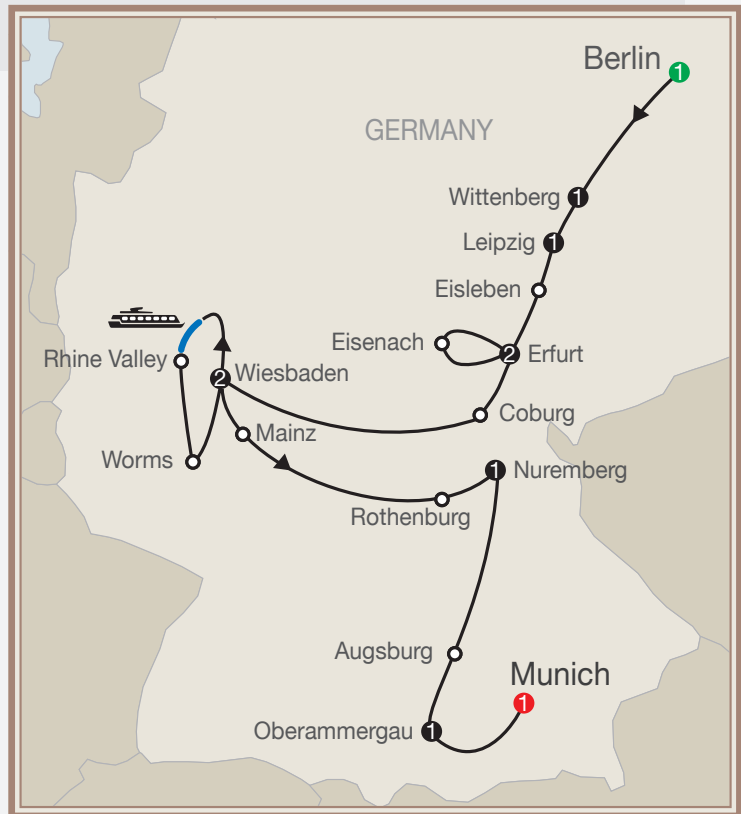 Berlin 1
GERMANY
Wittenberg 1
Leipzig 1
Eisleben
Eisenach
2 Erfurt
Rhine Valley
2 Wiesbaden
Coburg
Mainz
Worms
1 Nuremberg
Rothenburg
Augsburg
Munich
1
Oberammergau 1